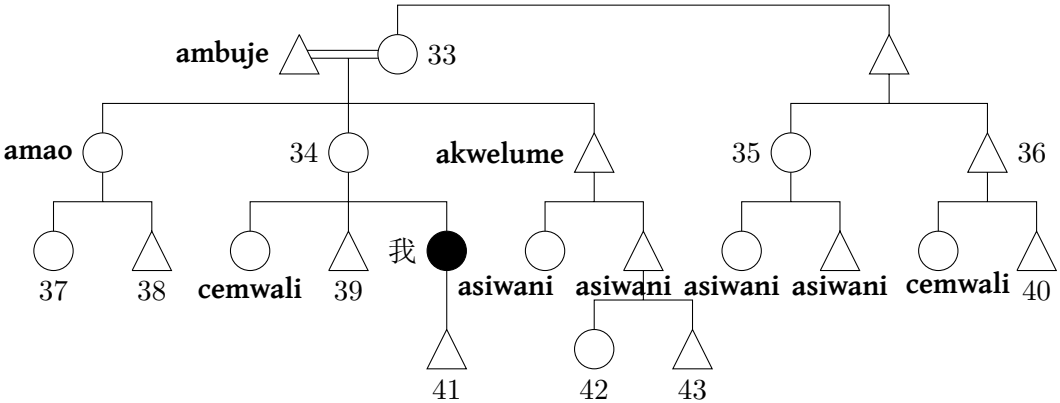 ambuje 33
amao 34 akwelume 35 36
我
37 38 cemwali 39 asiwani asiwani asiwani asiwani cemwali 40
41 42 43